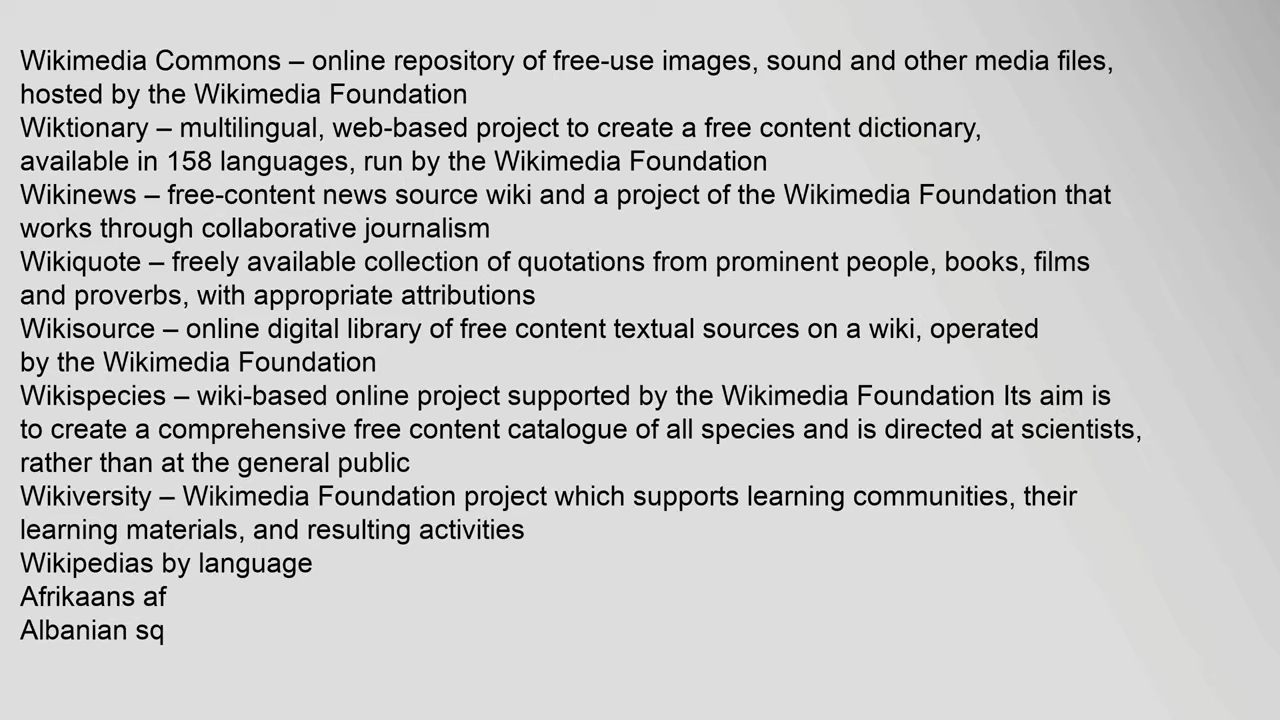 Wikimedia Commons – online repository of free-use images, sound and other media files,
hosted by the Wikimedia Foundation
Wiktionary – multilingual, web-based project to create a free content dictionary,
available in 158 languages, run by the Wikimedia Foundation
Wikinews – free-content news source wiki and a project of the Wikimedia Foundation that
works through collaborative journalism
Wikiquote – freely available collection of quotations from prominent people, books, films
and proverbs, with appropriate attributions
Wikisource – online digital library of free content textual sources on a wiki, operated
by the Wikimedia Foundation
Wikispecies – wiki-based online project supported by the Wikimedia Foundation Its aim is
to create a comprehensive free content catalogue of all species and is directed at scientists,
rather than at the general public
Wikiversity – Wikimedia Foundation project which supports learning communities, their
learning materials, and resulting activities
Wikipedias by language
Afrikaans af
Albanian sq